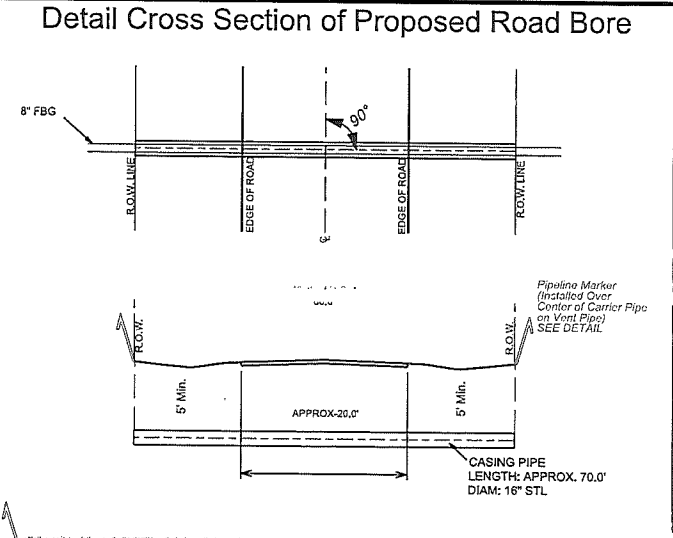 Detail Cross Section of Proposed Road Bore
8" FBG
90°
R.O.W. LINE
EDGE OF ROAD
EDGE OF ROAD
R.O.W. LINE
Pipeline Marker
(Installed Over
Center of Carrier Pipe
on Vent Pipe)
SEE DETAIL
R.O.W.
R.O.W.
5' Min.
APPROX-20.0'
5' Min.
CASING PIPE
LENGTH: APPROX. 70.0'
DIAM: 16" STL